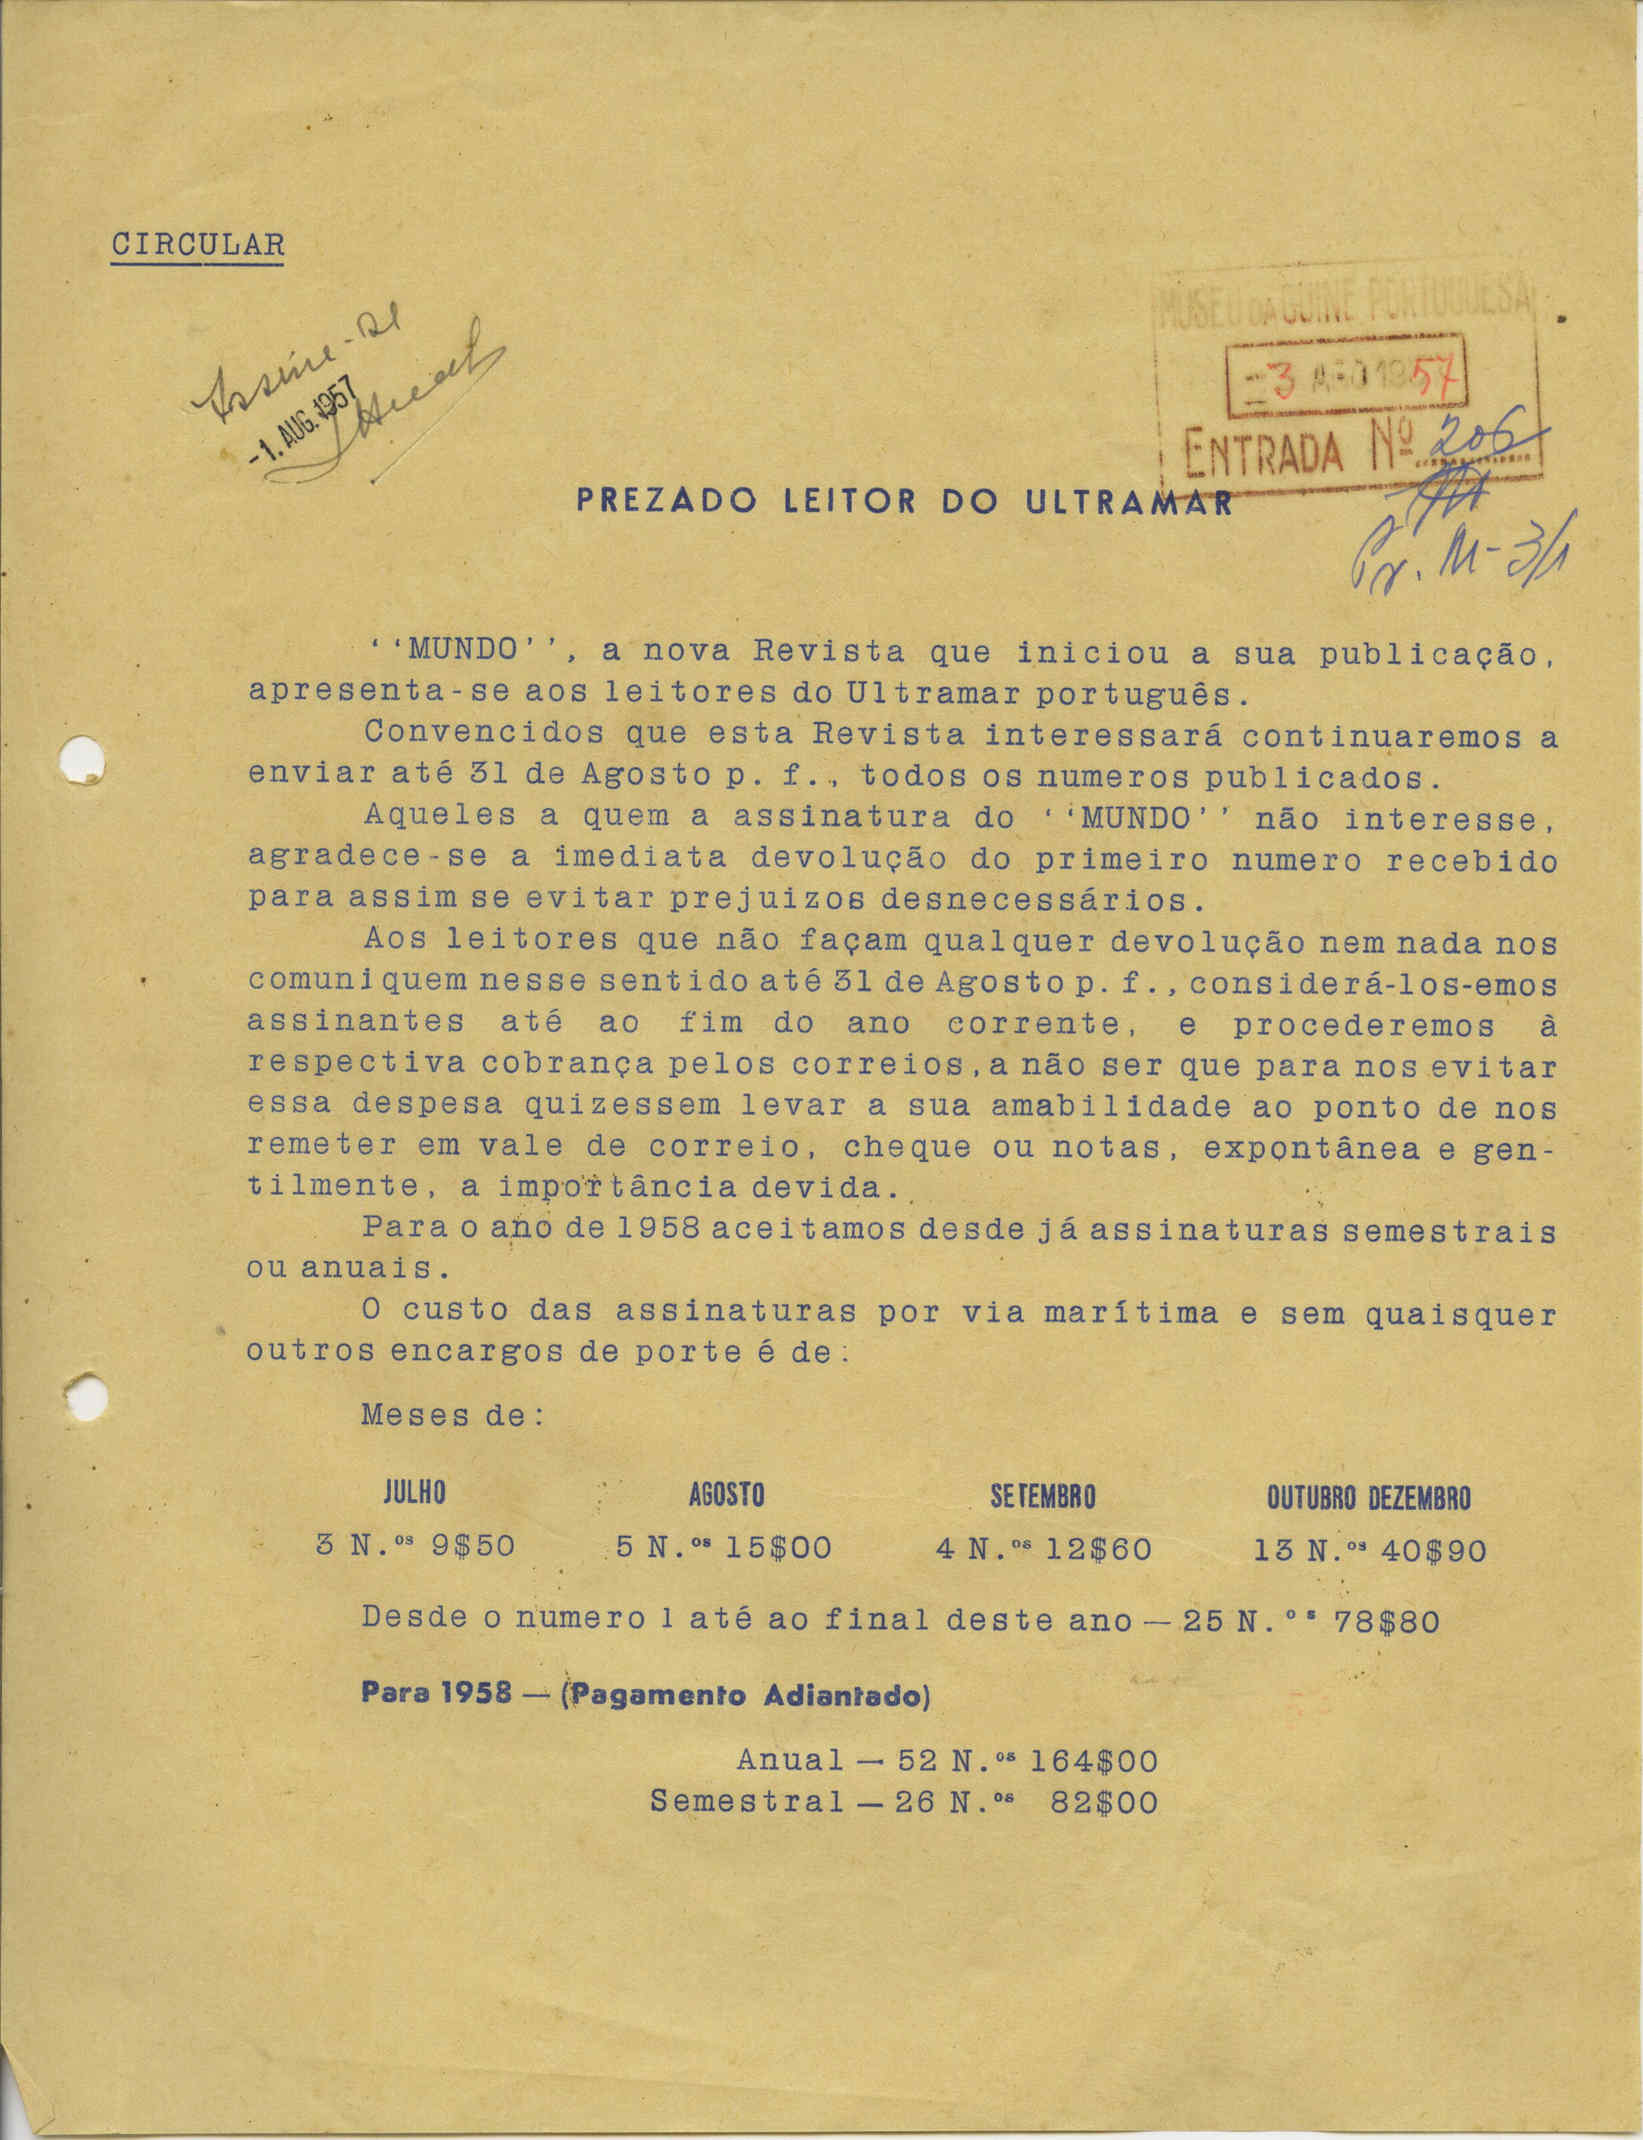 CIRCULAR
MUSEU DA GUINÉ PORTUGUESA
Assine-se
-3 AGO 1957
-1. AUG. 1957
ENTRADA Nº 206
PREZADO LEITOR DO ULTRAMAR
Pr. M-3/1
‘‘MUNDO’’, a nova Revista que iniciou a sua publicação,
apresenta-se aos leitores do Ultramar português.
Convencidos que esta Revista interessará continuaremos a
enviar até 31 de Agosto p. f., todos os numeros publicados.
Aqueles a quem a assinatura do ‘‘MUNDO’’ não interesse,
agradece-se a imediata devolução do primeiro numero recebido
para assim se evitar prejuizos desnecessários.
Aos leitores que não façam qualquer devolução nem nada nos
comuniquem nesse sentido até 31 de Agosto p. f., considerá-los-emos
assinantes até ao fim do ano corrente, e procederemos à
respectiva cobrança pelos correios, a não ser que para nos evitar
essa despesa quizessem levar a sua amabilidade ao ponto de nos
remeter em vale de correio, cheque ou notas, expontânea e gen-
tilmente, a importância devida.
Para o ano de 1958 aceitamos desde já assinaturas semestrais
ou anuais.
O custo das assinaturas por via marítima e sem quaisquer
outros encargos de porte é de:
Meses de:
JULHO AGOSTO SETEMBRO OUTUBRO DEZEMBRO
3 N.os 9$50 5 N.os 15$00 4 N.os 12$60 13 N.os 40$90
Desde o numero 1 até ao final deste ano — 25 N.os 78$80
Para 1958 — (Pagamento Adiantado)
Anual — 52 N.os 164$00
Semestral — 26 N.os 82$00